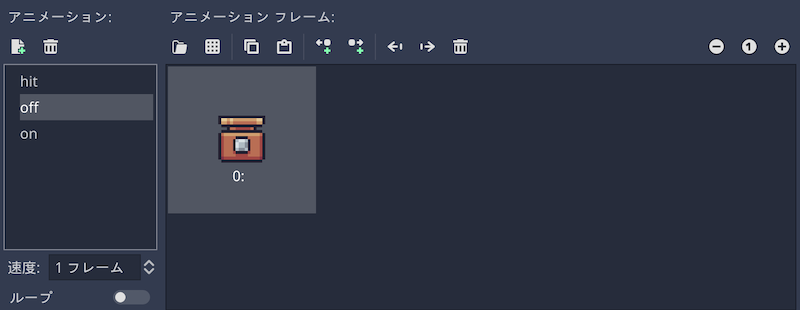 アニメーション:
アニメーション フレーム:
hit
off
on
0:
速度:
1 フレーム
ループ